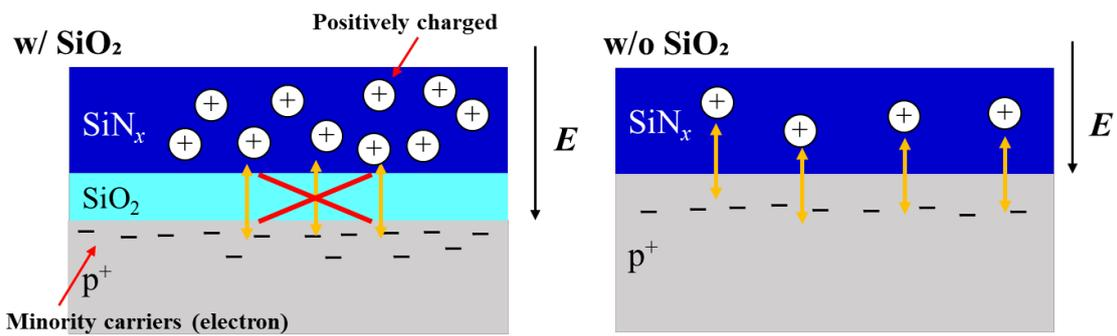 w/ SiO₂
Positively charged
SiNₓ
+ + + + + + + + + +
SiO₂
p⁺
Minority carriers (electron)
E
w/o SiO₂
SiNₓ
+ + + +
p⁺
E